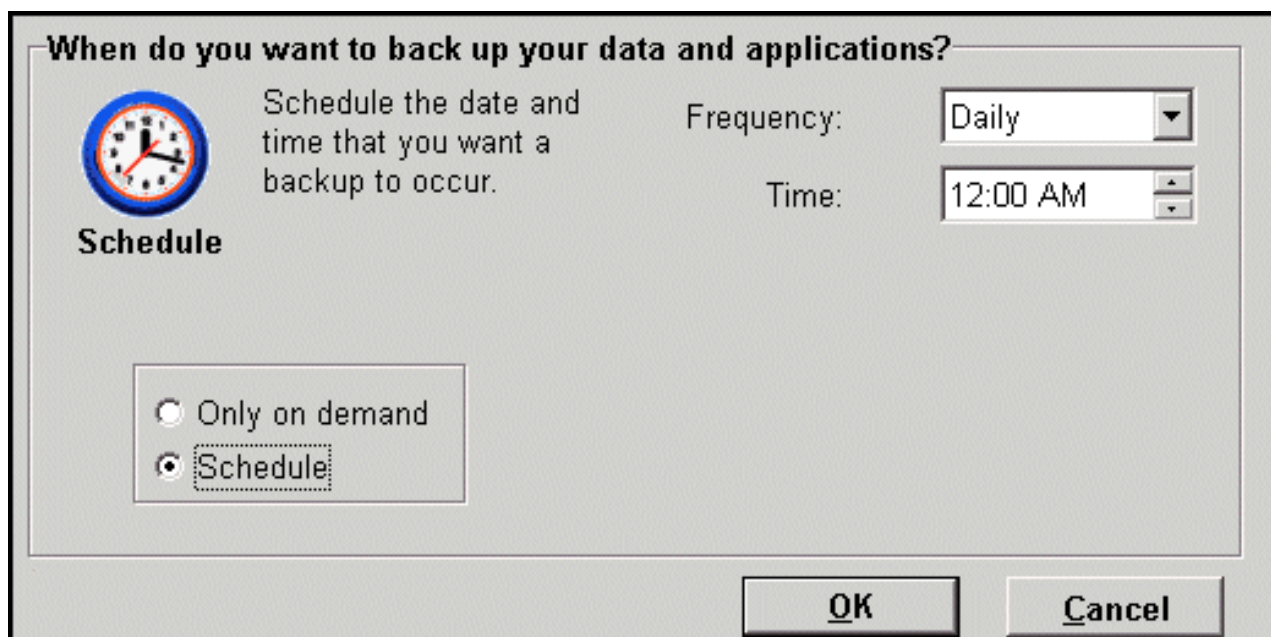 When do you want to back up your data and applications?
Schedule the date and
time that you want a
backup to occur.
Schedule
Frequency:
Daily
Time:
12:00 AM
Only on demand
Schedule
OK
Cancel